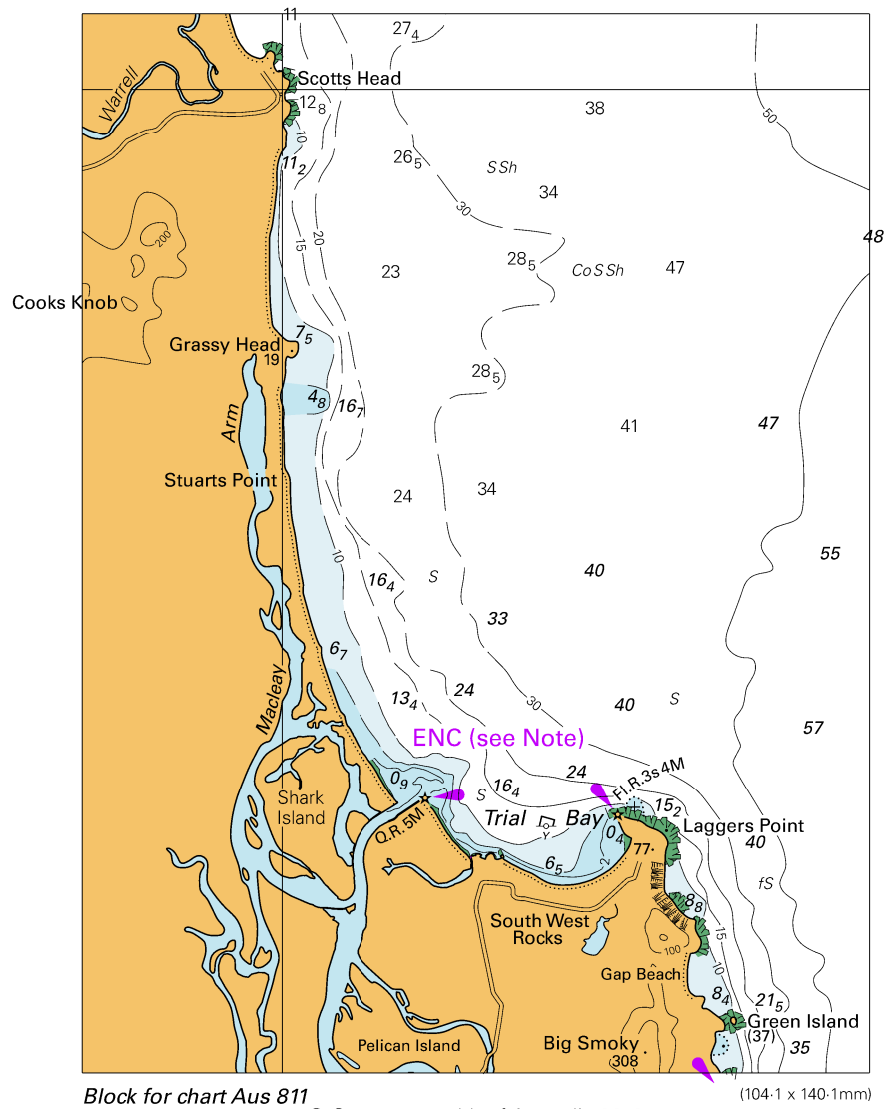 11
27₄
Scotts Head
Warrell
12₈
38
50
10
11₂
26₅
S Sh
34
30
200
15
20
48
23
28₅
Co S Sh
47
Cooks Knob
7₅
Grassy Head
19
28₅
4₈
16₇
Arm
41
47
Stuarts Point
24
34
10
55
16₄
S
40
33
6₇
Macleay
13₄
24
30
40
S
57
ENC (see Note)
0₉
S
16₄
24
Fl.R.3s4M
15₂
Shark
Island
Q.R.5M
Trial Bay
Y
0₄
Laggers Point
77
40
6₅
2
fS
8₈
South West
Rocks
15
100
10
Gap Beach
8₄
21₅
Green Island
(37)
Pelican Island
Big Smoky
308
35
Block for chart Aus 811
(104·1 x 140·1mm)